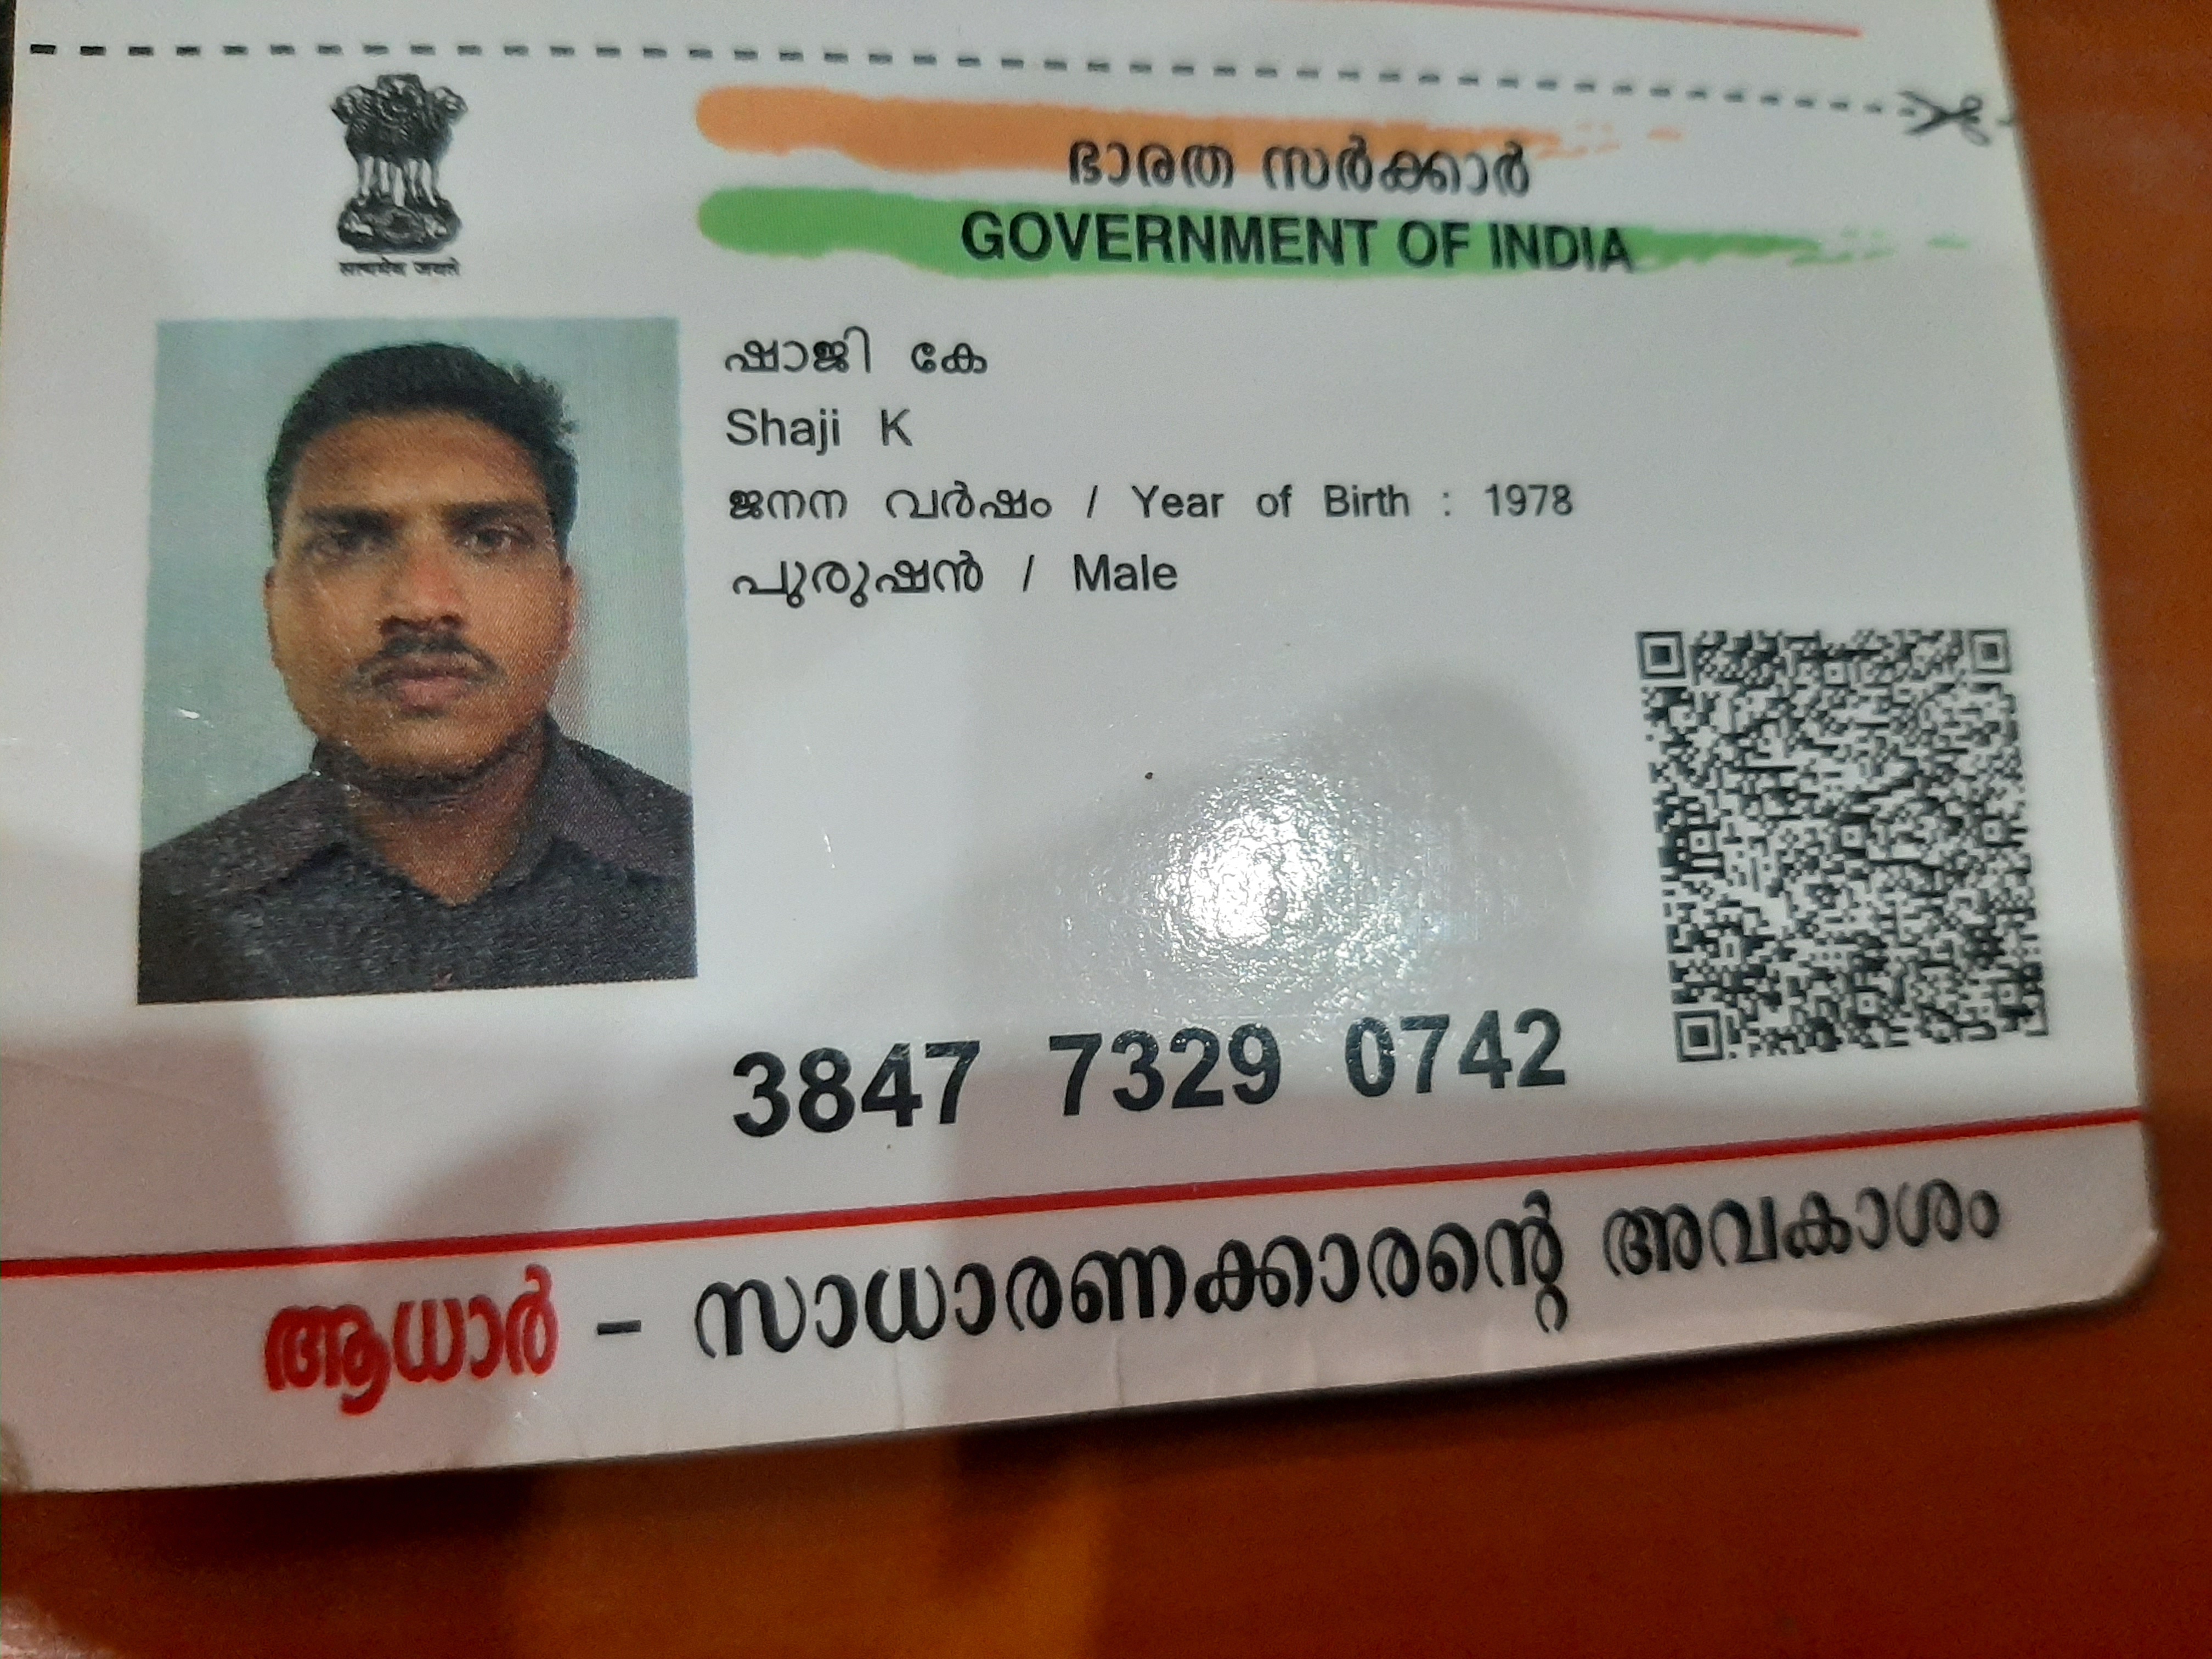 ഭാരത സർക്കാർ
GOVERNMENT OF INDIA
ഷാജി കെ
Shaji K
ജനന വർഷം / Year of Birth : 1978
പുരുഷൻ / Male
3847 7329 0742
ആധാർ - സാധാരണക്കാരന്റെ അവകാശം